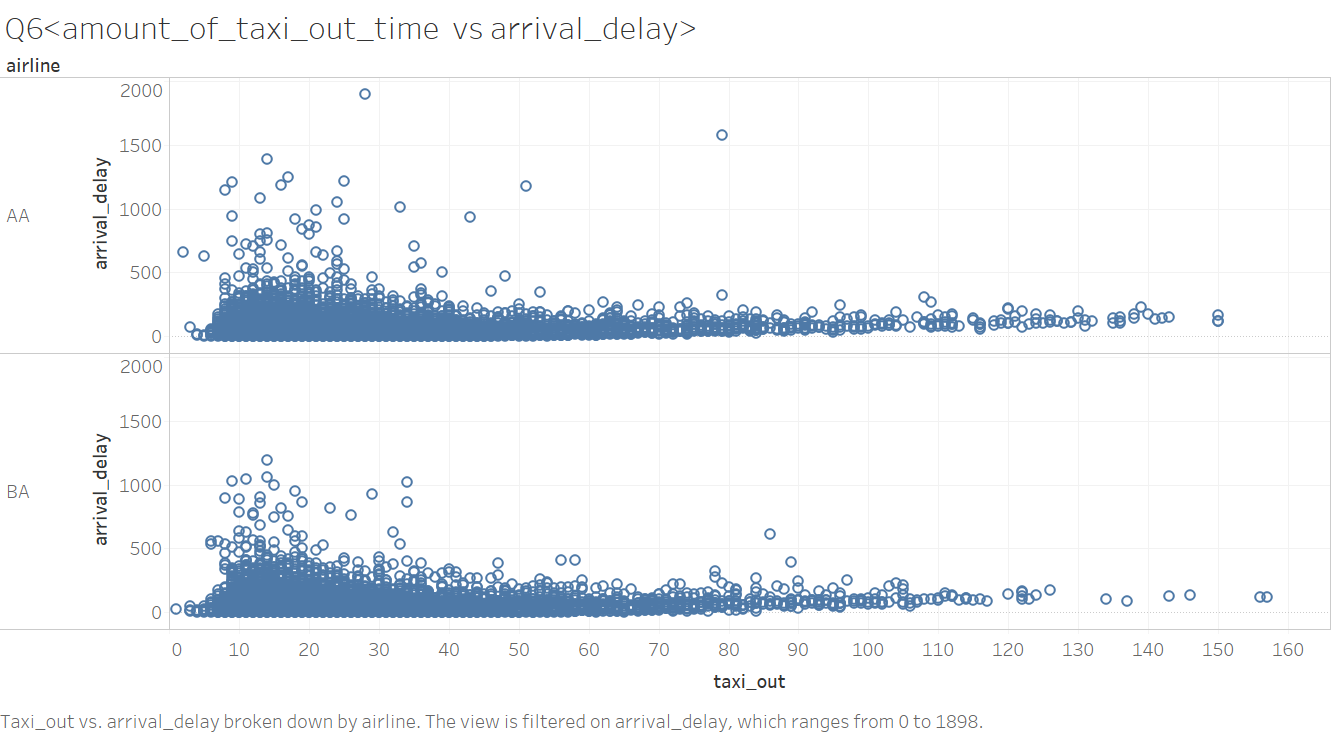 Q6<amount_of_taxi_out_time vs arrival_delay>
airline
AA
arrival_delay
2000
1500
1000
500
0
BA
arrival_delay
2000
1500
1000
500
0
0 10 20 30 40 50 60 70 80 90 100 110 120 130 140 150 160
taxi_out
Taxi_out vs. arrival_delay broken down by airline. The view is filtered on arrival_delay, which ranges from 0 to 1898.